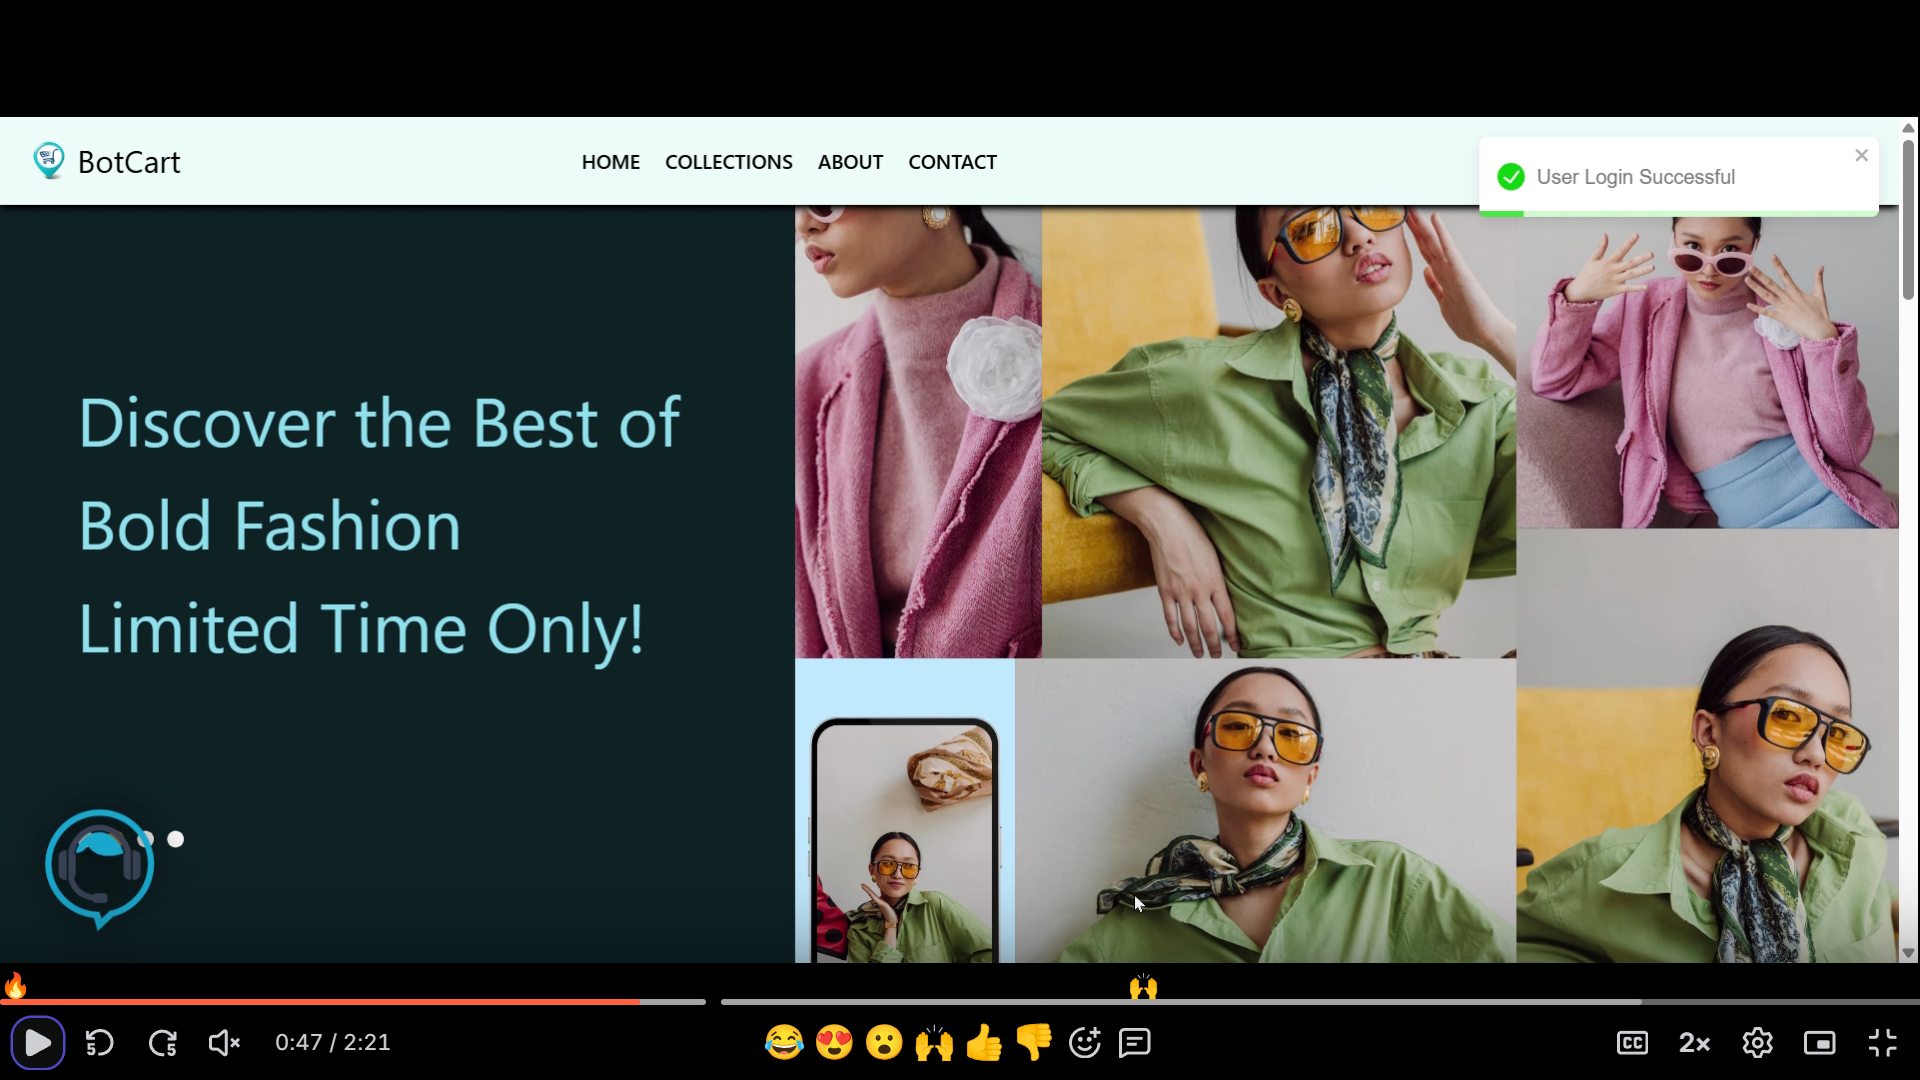 BotCart
HOME COLLECTIONS ABOUT CONTACT
User Login Successful
Discover the Best of
Bold Fashion
Limited Time Only!
5 5 0:47 / 2:21 CC 2×